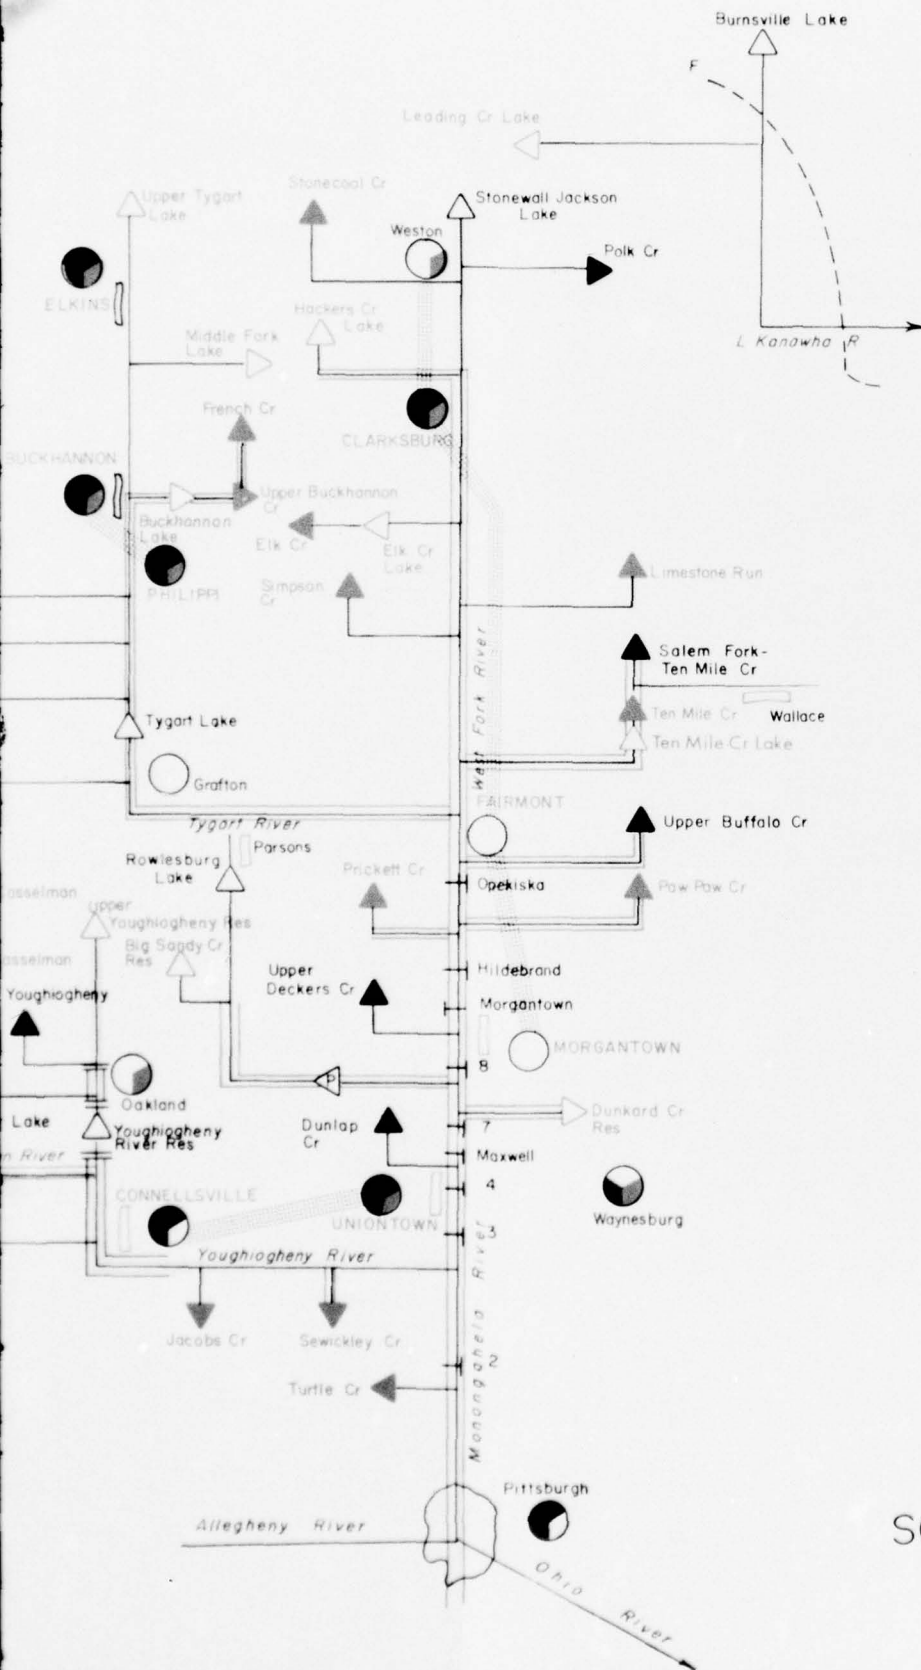 Burnsville Lake
F
Leading Cr Lake
Stonecoal Cr
Upper Tygart
Lake
Stonewall Jackson
Lake
Weston
Polk Cr
ELKINS
Hackers Cr
Lake
L Kanawha R
Middle Fork
Lake
French Cr
CLARKSBURG
BUCKHANNON
Upper Buckhannon
Cr
Buckhannon
Lake
Elk Cr
Elk Cr
Lake
PHILIPPI
Simpson
Cr
Limestone Run
West Fork River
Salem Fork-
Ten Mile Cr
Ten Mile Cr
Wallace
Tygart Lake
Ten Mile Cr Lake
Grafton
FAIRMONT
Tygart River
Upper Buffalo Cr
Parsons
Rowlesburg
Lake
Prickett Cr
Opekiska
Paw Paw Cr
asselman
Upper
Youghiogheny Res
Big Sandy Cr
Res
asselman
Upper
Deckers Cr
Hildebrand
Youghiogheny
Morgantown
MORGANTOWN
8
P
Oakland
Dunkard Cr
Res
Lake
Youghiogheny
River Res
Dunlap
Cr
7
n River
Maxwell
4
CONNELLSVILLE
UNIONTOWN
Waynesburg
3
Youghiogheny River
Monongahela River
Jacobs Cr
Sewickley Cr
2
Turtle Cr
Pittsburgh
Allegheny River
S
Ohio River